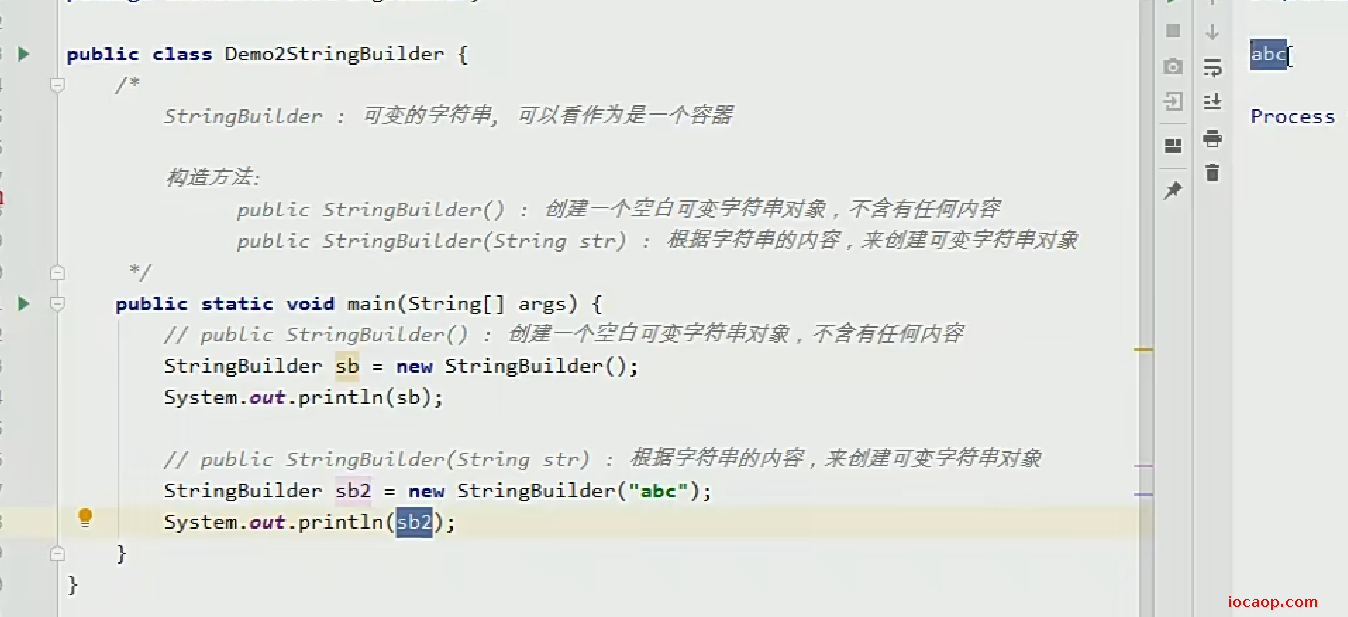 public class Demo2StringBuilder {
/*
StringBuilder : 可变的字符串, 可以看作为是一个容器
构造方法:
public StringBuilder() : 创建一个空白可变字符串对象，不含有任何内容
public StringBuilder(String str) : 根据字符串的内容，来创建可变字符串对象
*/
public static void main(String[] args) {
// public StringBuilder() : 创建一个空白可变字符串对象，不含有任何内容
StringBuilder sb = new StringBuilder();
System.out.println(sb);
// public StringBuilder(String str) : 根据字符串的内容，来创建可变字符串对象
StringBuilder sb2 = new StringBuilder("abc");
System.out.println(sb2);
}
}
abc
Process
iocaop.com